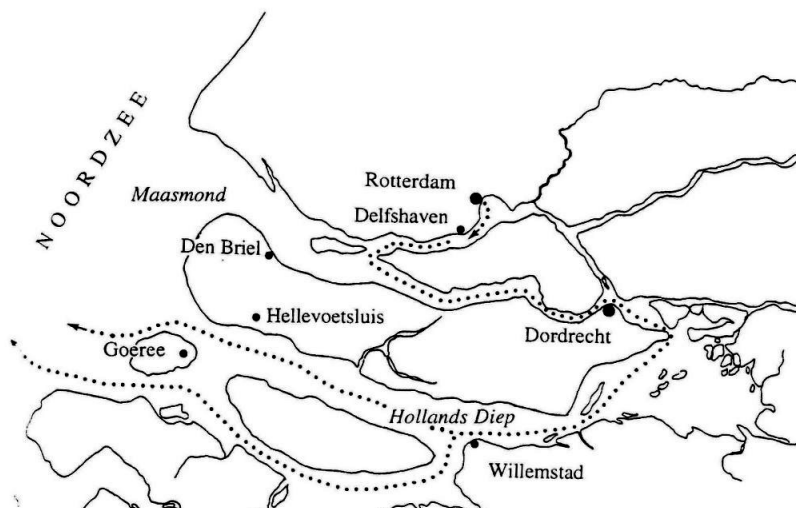 NOORDZEE
Maasmond
Rotterdam
Delfshaven
Den Briel
Hellevoetsluis
Goeree
Dordrecht
Hollands Diep
Willemstad